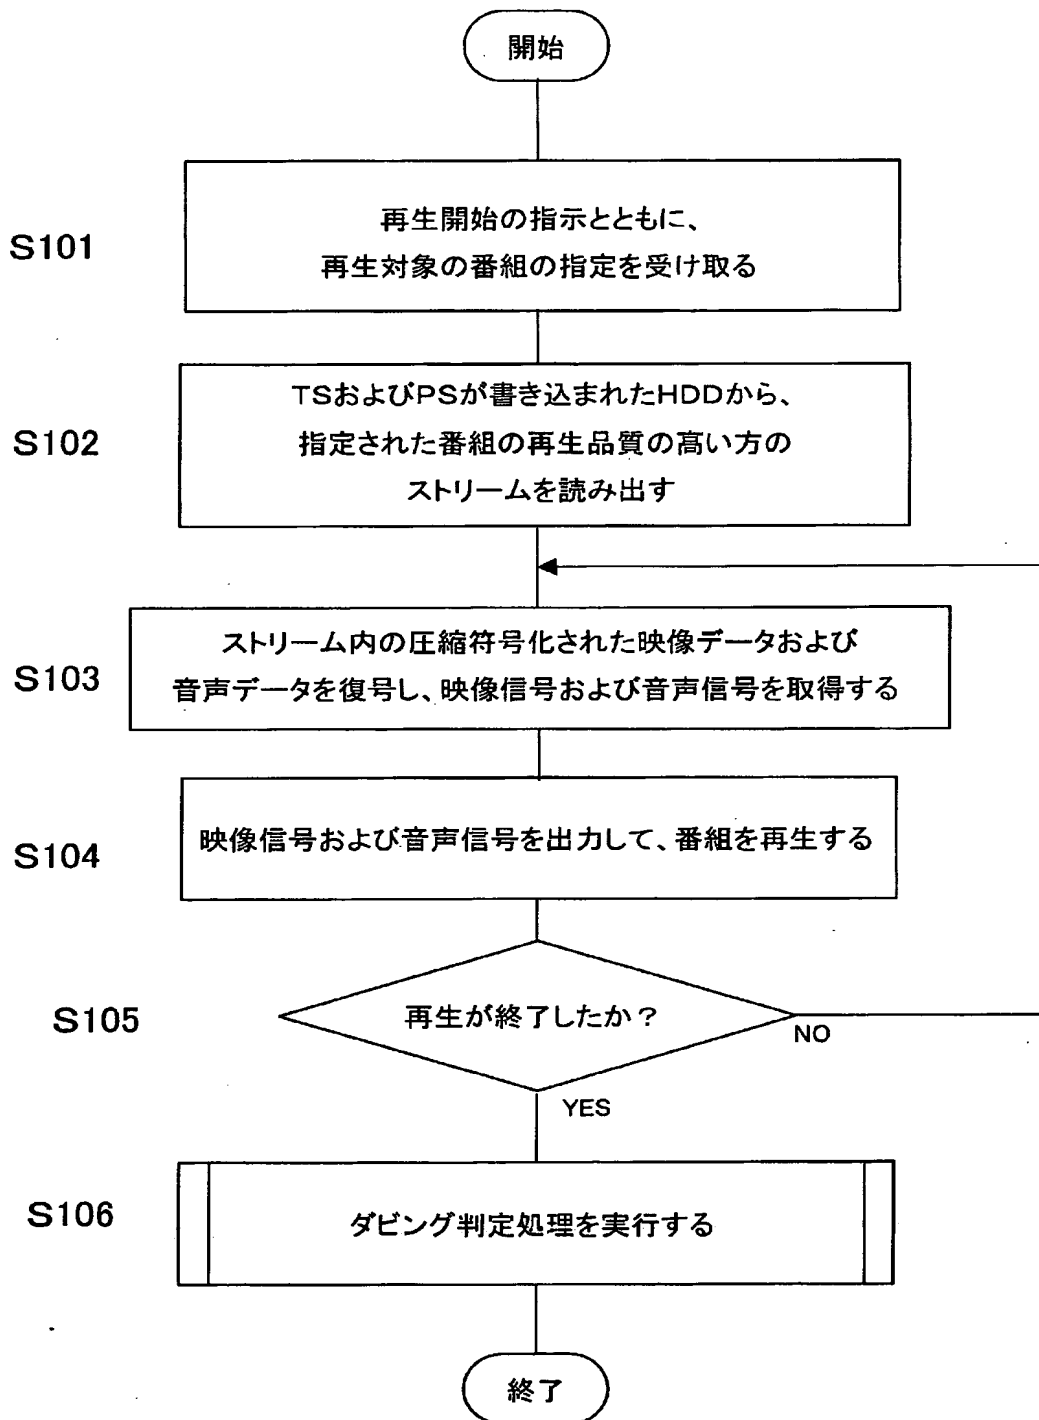 開始
S101
再生開始の指示とともに、
再生対象の番組の指定を受け取る
S102
TSおよびPSが書き込まれたHDDから、
指定された番組の再生品質の高い方の
ストリームを読み出す
S103
ストリーム内の圧縮符号化された映像データおよび
音声データを復号し、映像信号および音声信号を取得する
S104
映像信号および音声信号を出力して、番組を再生する
S105
再生が終了したか？
NO
YES
S106
ダビング判定処理を実行する
終了